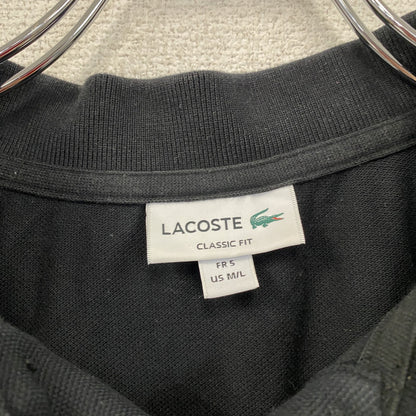 LACOSTE
CLASSIC FIT
FR 5
US M/L